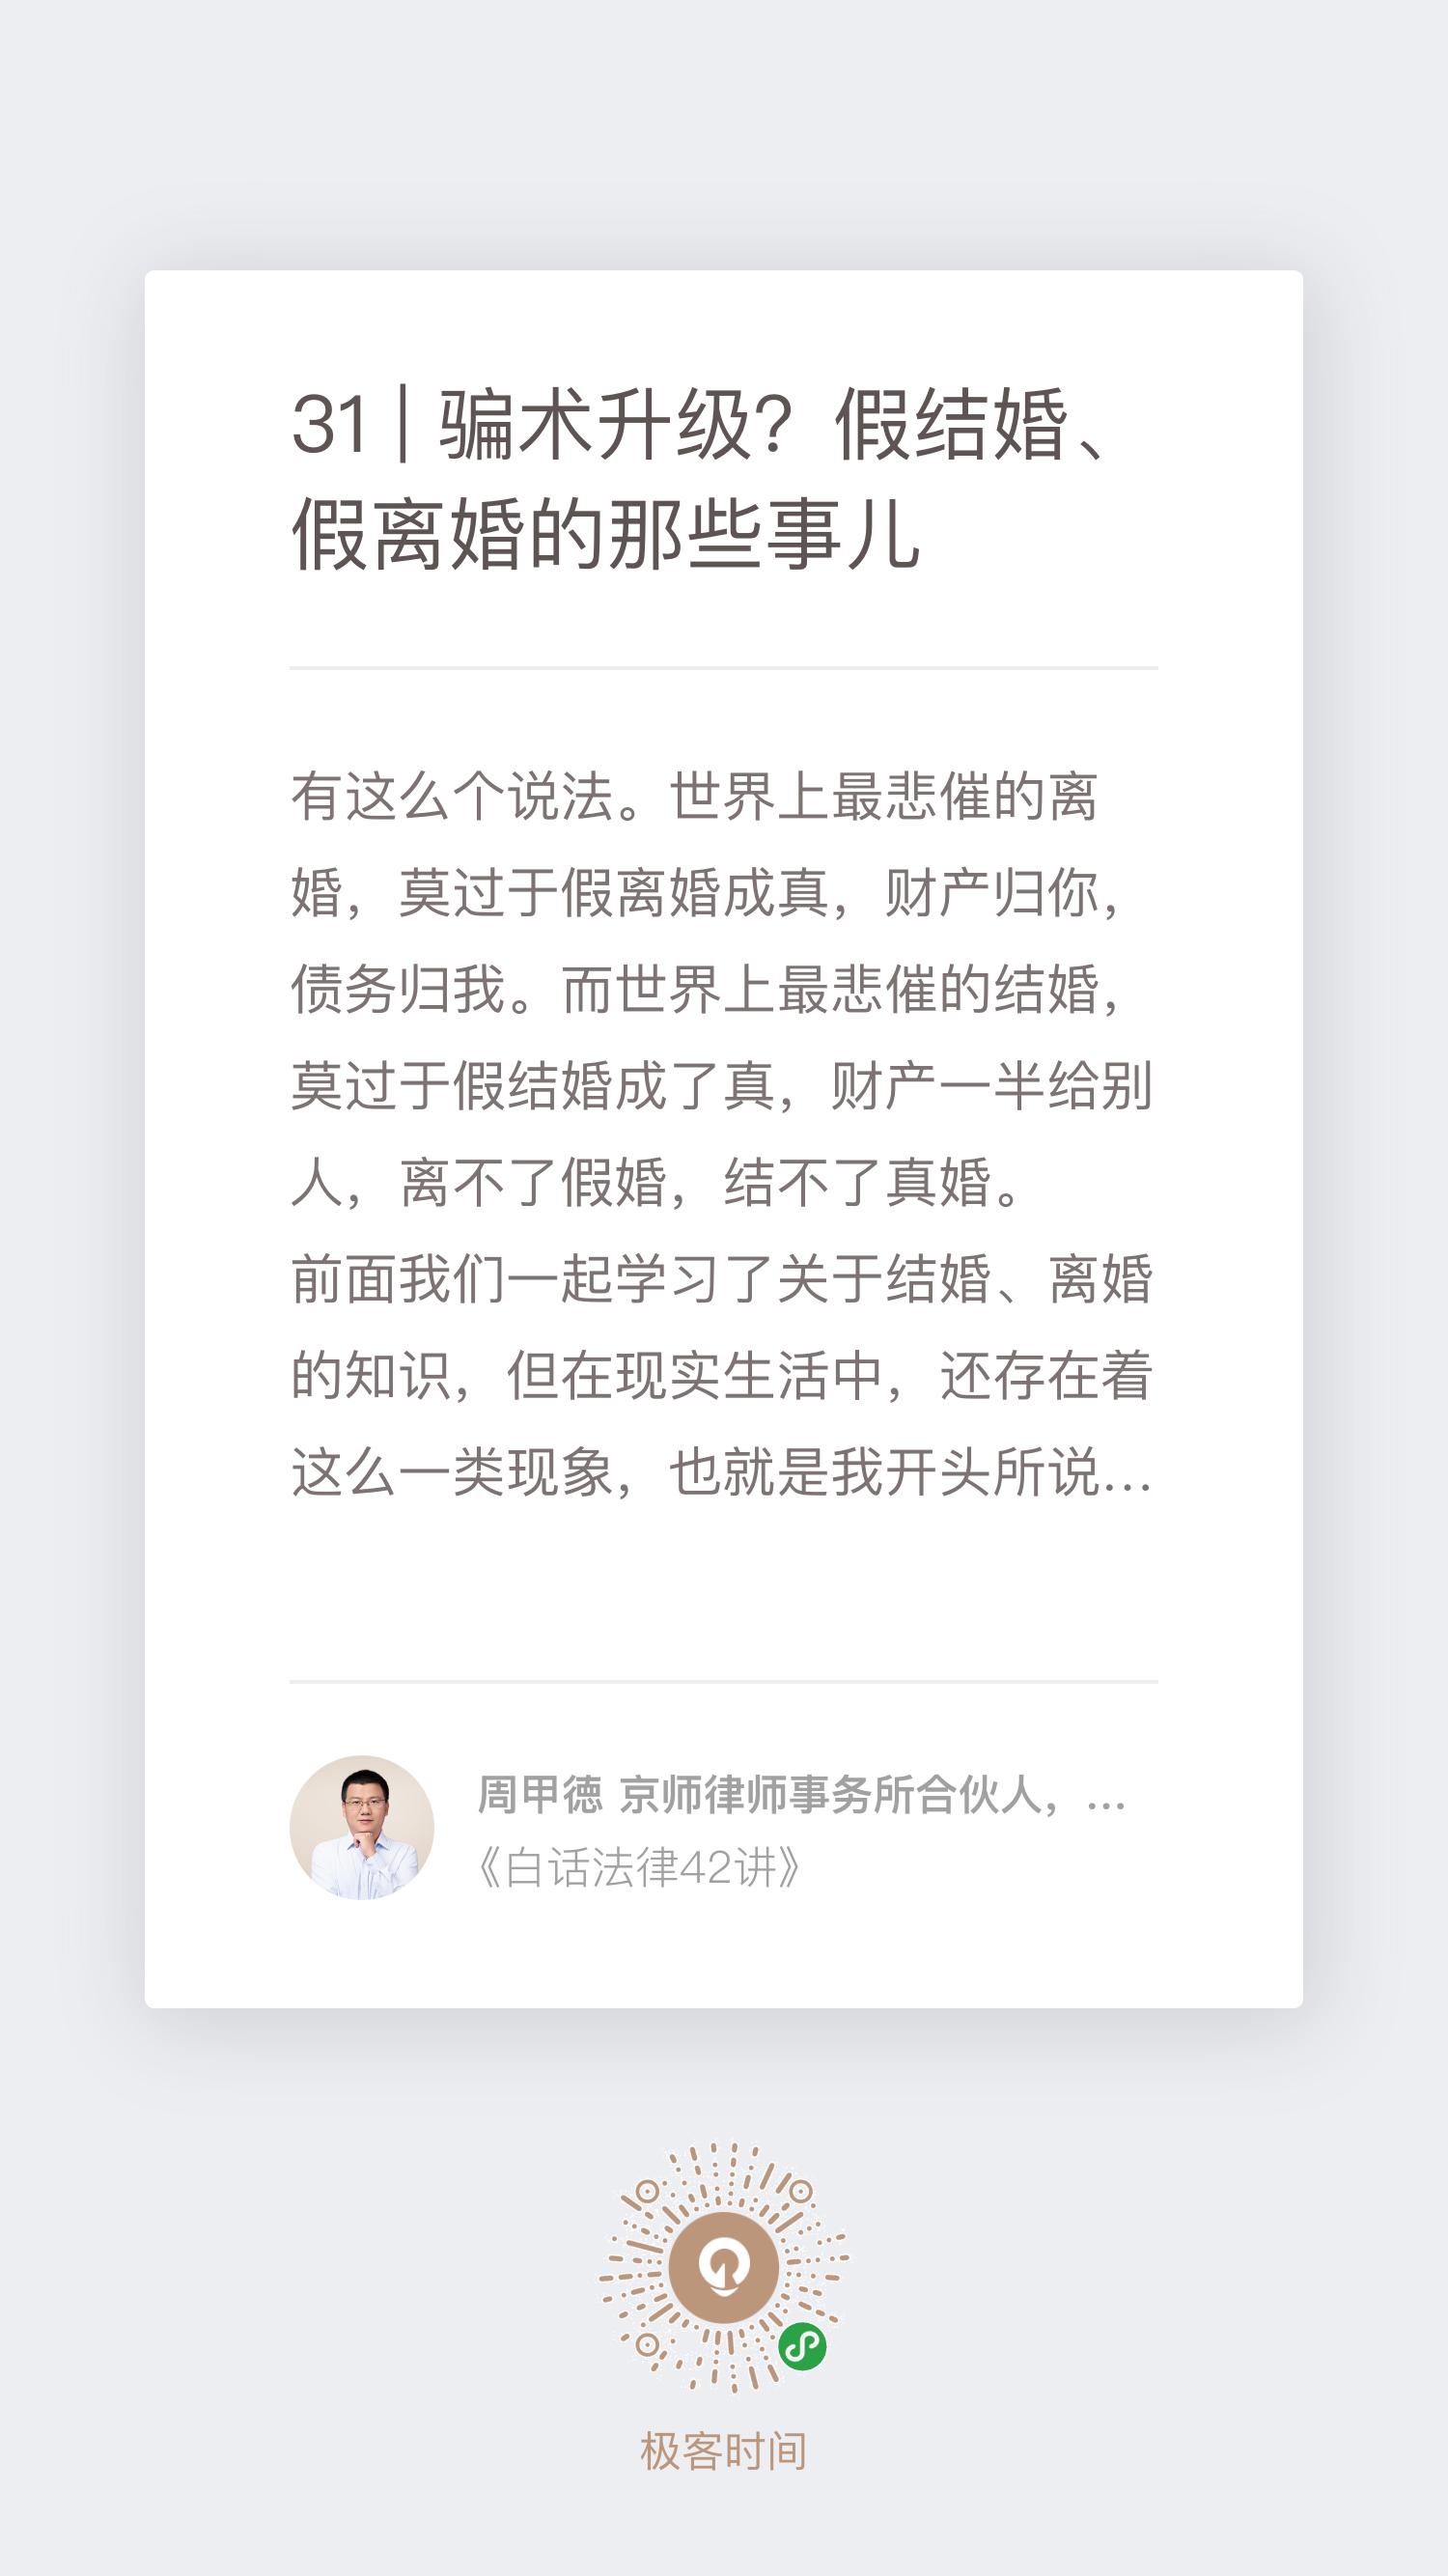 31 | 骗术升级？假结婚、
假离婚的那些事儿
有这么个说法。世界上最悲催的离
婚，莫过于假离婚成真，财产归你，
债务归我。而世界上最悲催的结婚，
莫过于假结婚成了真，财产一半给别
人，离不了假婚，结不了真婚。
前面我们一起学习了关于结婚、离婚
的知识，但在现实生活中，还存在着
这么一类现象，也就是我开头所说...
周甲德 京师律师事务所合伙人，...
《白话法律42讲》
极客时间